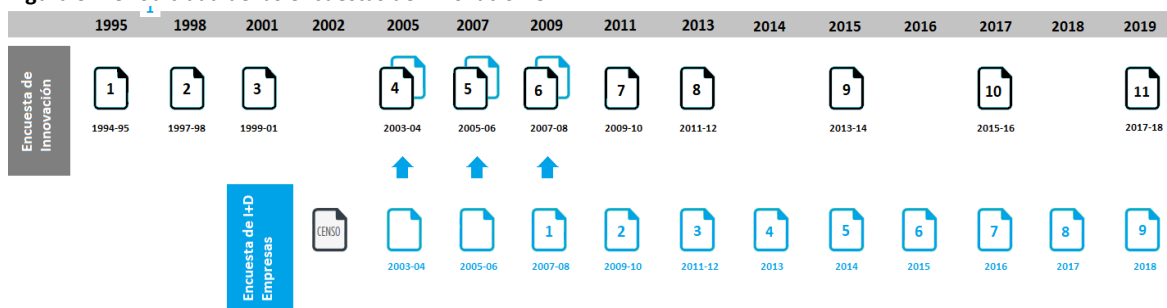 1995 1998 2001 2002 2005 2007 2009 2011 2013 2014 2015 2016 2017 2018 2019
Encuesta de
Innovación
1 2 3 4 5 6 7 8 9 10 11
1994-95 1997-98 1999-01 2003-04 2005-06 2007-08 2009-10 2011-12 2013-14 2015-16 2017-18
Encuesta de I+D
Empresas
CENSO 1 2 3 4 5 6 7 8 9
2003-04 2005-06 2007-08 2009-10 2011-12 2013 2014 2015 2016 2017 2018